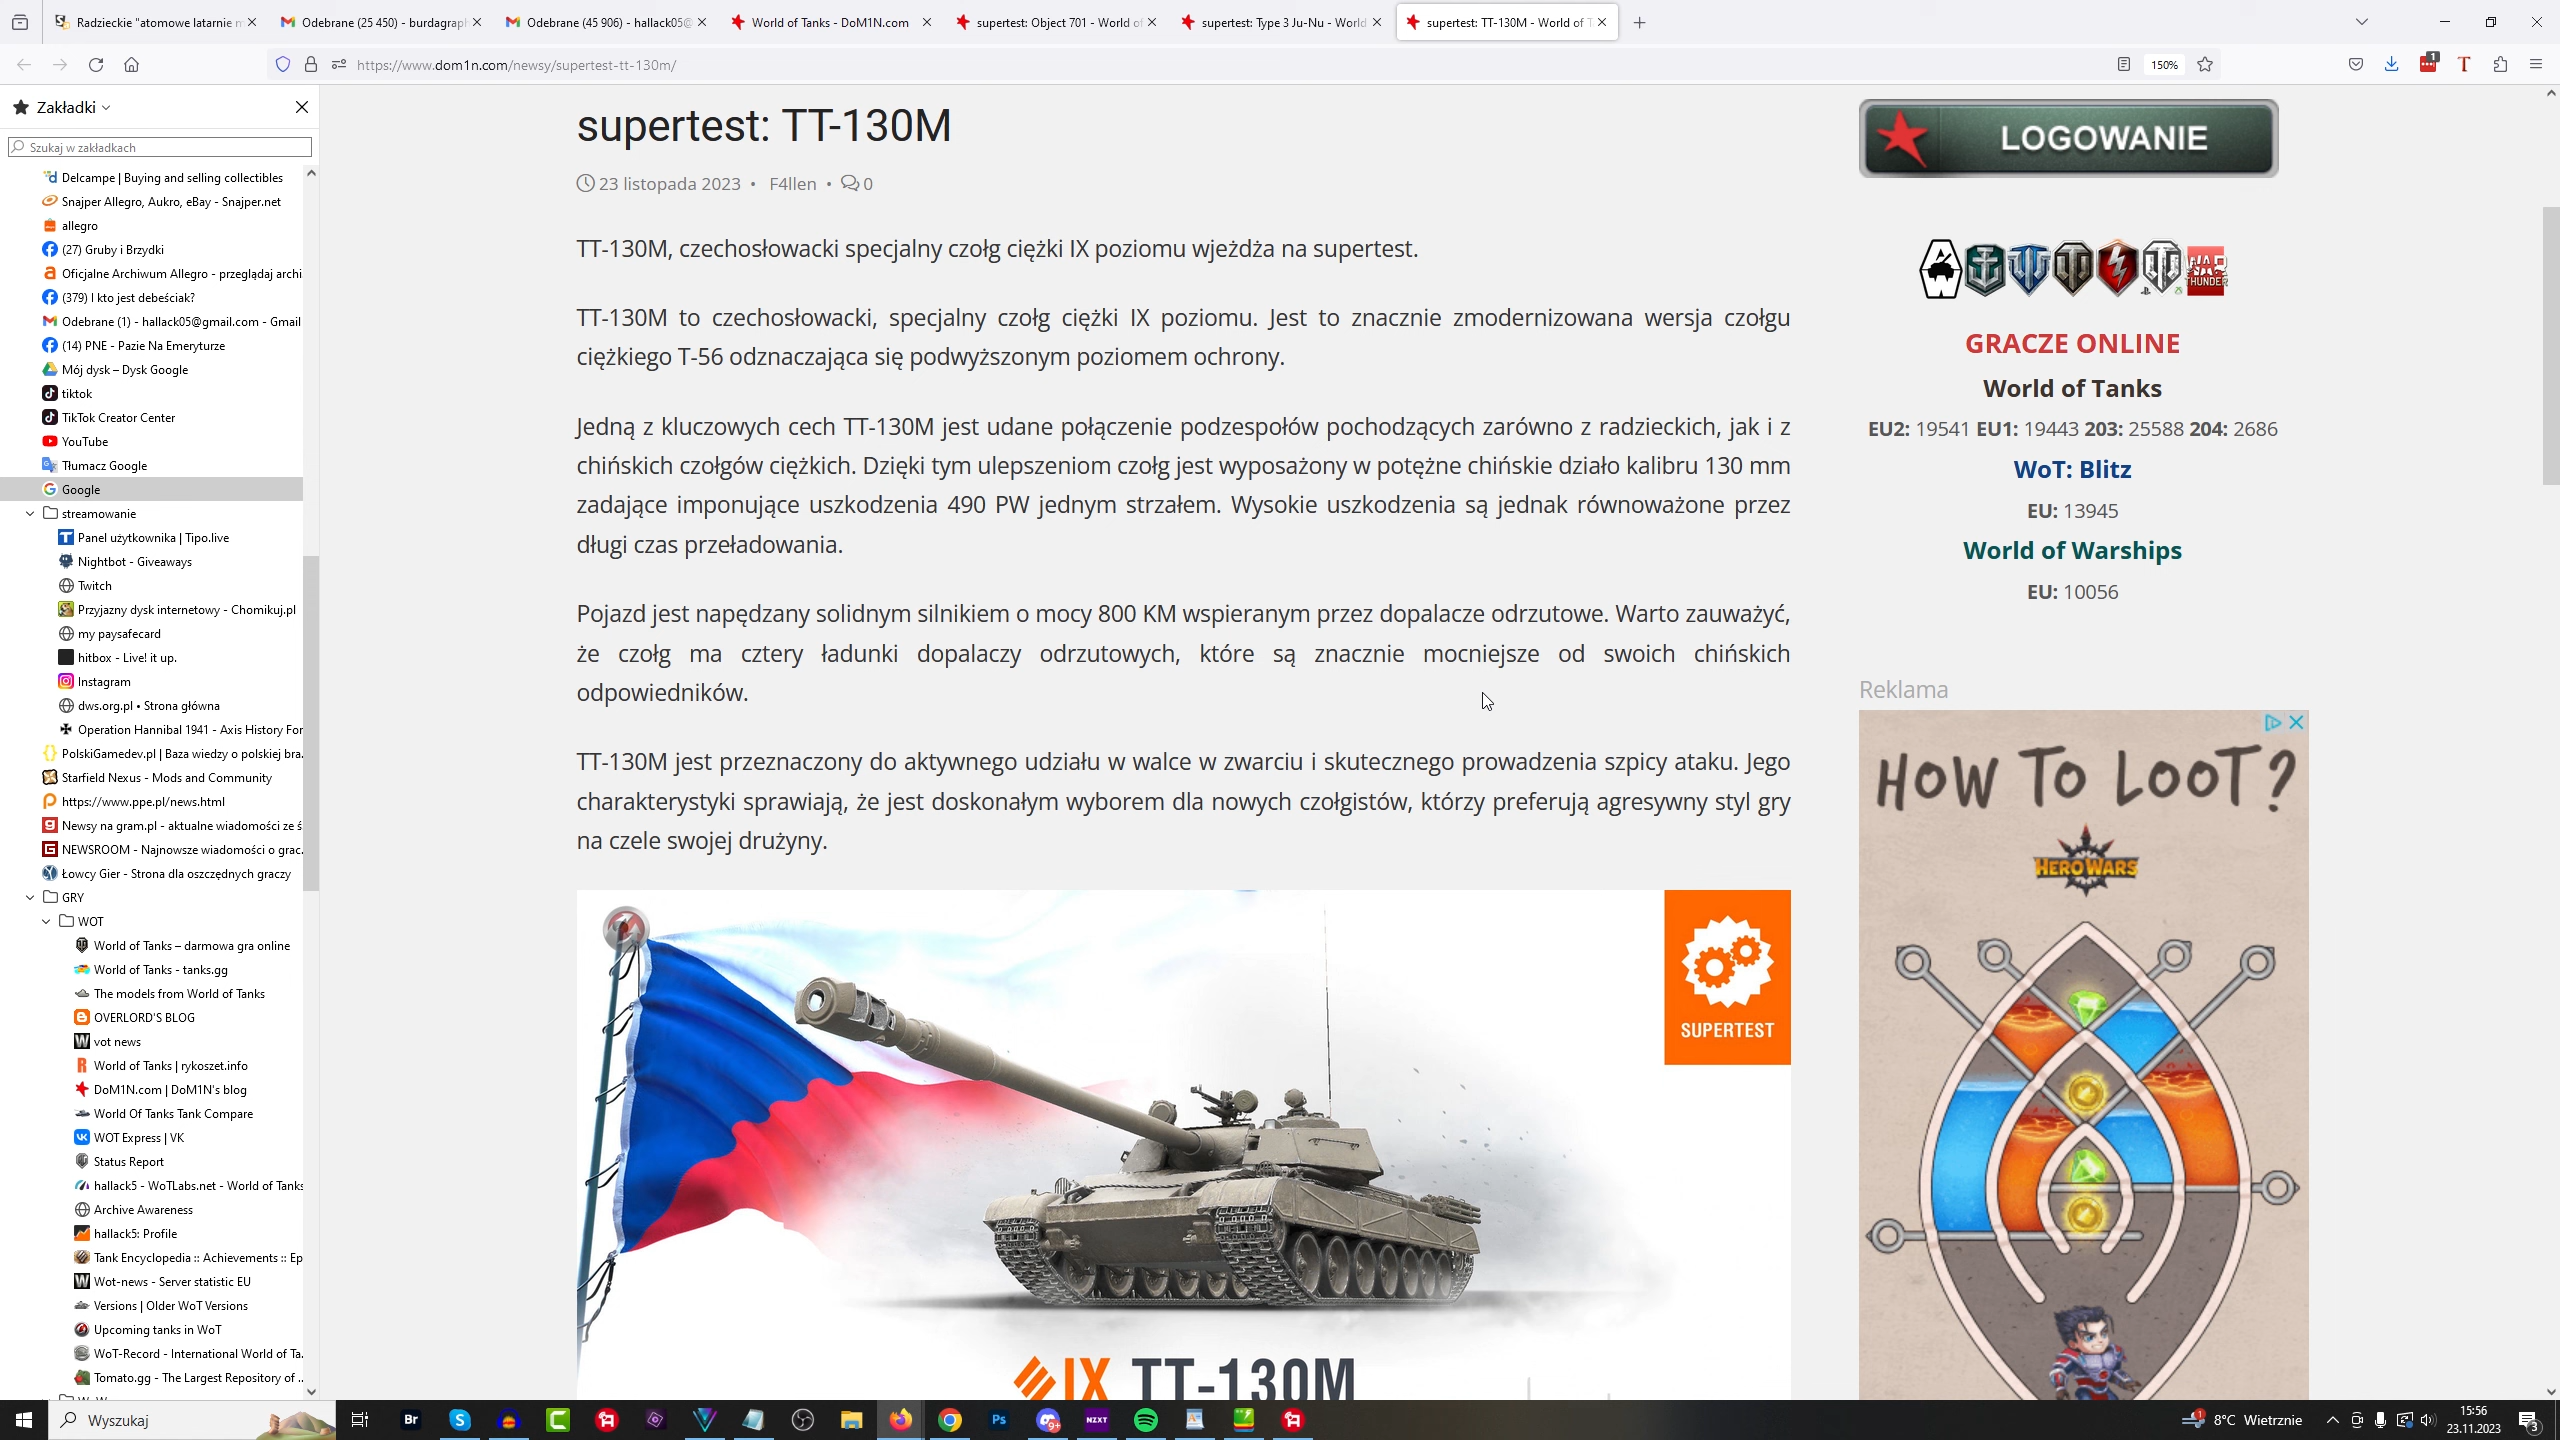 Radzieckie "atomowe latarnie m
Odebrane (25 450) - burdagraph
Odebrane (45 906) - hallack05@
World of Tanks - DoM1N.com
supertest: Object 701 - World of
supertest: Type 3 Ju-Nu - World
supertest: TT-130M - World of T
https://www.dom1n.com/newsy/supertest-tt-130m/
150%
1
Zakładki
Szukaj w zakładkach
Delcampe | Buying and selling collectibles
Snajper Allegro, Aukro, eBay - Snajper.net
allegro
(27) Gruby i Brzydki
Oficjalne Archiwum Allegro - przeglądaj archi
(379) I kto jest debeściak?
Odebrane (1) - hallack05@gmail.com - Gmail
(14) PNE - Pazie Na Emeryturze
Mój dysk – Dysk Google
tiktok
TikTok Creator Center
YouTube
Tłumacz Google
Google
streamowanie
Panel użytkownika | Tipo.live
Nightbot - Giveaways
Twitch
Przyjazny dysk internetowy - Chomikuj.pl
my paysafecard
hitbox - Live! it up.
Instagram
dws.org.pl • Strona główna
Operation Hannibal 1941 - Axis History For
PolskiGamedev.pl | Baza wiedzy o polskiej bra...
Starfield Nexus - Mods and Community
https://www.ppe.pl/news.html
Newsy na gram.pl - aktualne wiadomości ze ś
NEWSROOM - Najnowsze wiadomości o grac...
Łowcy Gier - Strona dla oszczędnych graczy
GRY
WOT
World of Tanks – darmowa gra online
World of Tanks - tanks.gg
The models from World of Tanks
OVERLORD'S BLOG
vot news
World of Tanks | rykoszet.info
DoM1N.com | DoM1N's blog
World Of Tanks Tank Compare
WOT Express | VK
Status Report
hallack5 - WoTLabs.net - World of Tanks
Archive Awareness
hallack5: Profile
Tank Encyclopedia :: Achievements :: Ep
Wot-news - Server statistic EU
Versions | Older WoT Versions
Upcoming tanks in WoT
WoT-Record - International World of Ta...
Tomato.gg - The Largest Repository of ...
supertest: TT-130M
23 listopada 2023 • F4llen • 0
TT-130M, czechosłowacki specjalny czołg ciężki IX poziomu wjeżdża na supertest.
TT-130M to czechosłowacki, specjalny czołg ciężki IX poziomu. Jest to znacznie zmodernizowana wersja czołgu
ciężkiego T-56 odznaczająca się podwyższonym poziomem ochrony.
Jedną z kluczowych cech TT-130M jest udane połączenie podzespołów pochodzących zarówno z radzieckich, jak i z
chińskich czołgów ciężkich. Dzięki tym ulepszeniom czołg jest wyposażony w potężne chińskie działo kalibru 130 mm
zadające imponujące uszkodzenia 490 PW jednym strzałem. Wysokie uszkodzenia są jednak równoważone przez
długi czas przeładowania.
Pojazd jest napędzany solidnym silnikiem o mocy 800 KM wspieranym przez dopalacze odrzutowe. Warto zauważyć,
że czołg ma cztery ładunki dopalaczy odrzutowych, które są znacznie mocniejsze od swoich chińskich
odpowiedników.
TT-130M jest przeznaczony do aktywnego udziału w walce w zwarciu i skutecznego prowadzenia szpicy ataku. Jego
charakterystyki sprawiają, że jest doskonałym wyborem dla nowych czołgistów, którzy preferują agresywny styl gry
na czele swojej drużyny.
SUPERTEST
IX TT-130M
LOGOWANIE
WAR
THUNDER
GRACZE ONLINE
World of Tanks
EU2: 19541 EU1: 19443 203: 25588 204: 2686
WoT: Blitz
EU: 13945
World of Warships
EU: 10056
Reklama
HOW TO LOOT?
HERO WARS
Wyszukaj
Br
Ps
9+
NZXT
1
8°C Wietrznie
15:56
23.11.2023
3